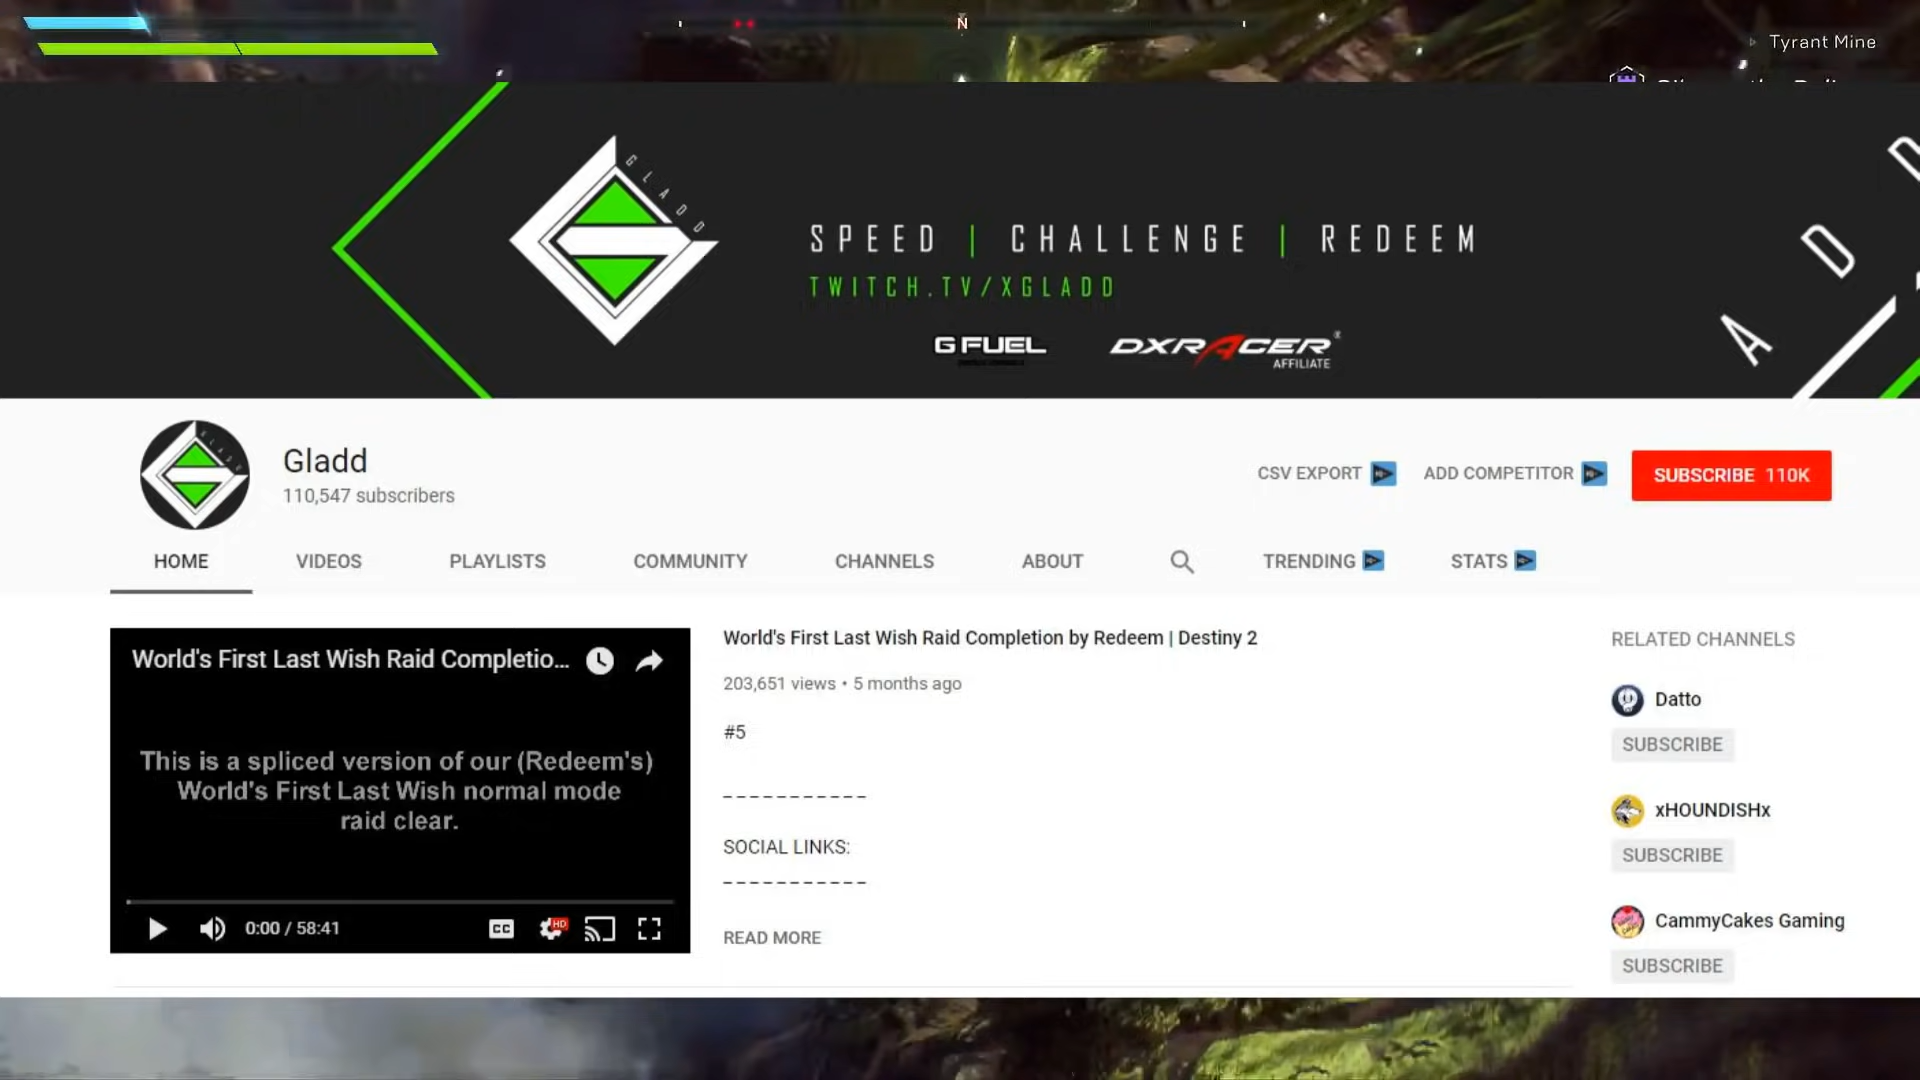 N
Tyrant Mine
GLADD
SPEED | CHALLENGE | REDEEM
TWITCH.TV/XGLADD
G FUEL
DXRACER®
AFFILIATE
A D D
Gladd
110,547 subscribers
CSV EXPORT
ADD COMPETITOR
SUBSCRIBE 110K
HOME
VIDEOS
PLAYLISTS
COMMUNITY
CHANNELS
ABOUT
TRENDING
STATS
World's First Last Wish Raid Completio...
This is a spliced version of our (Redeem's)
World's First Last Wish normal mode
raid clear.
0:00 / 58:41
CC
HD
World's First Last Wish Raid Completion by Redeem | Destiny 2
203,651 views • 5 months ago
#5
- - - - - - - - - - -
SOCIAL LINKS:
- - - - - - - - - - -
READ MORE
RELATED CHANNELS
Datto
SUBSCRIBE
xHOUNDISHx
SUBSCRIBE
CammyCakes Gaming
SUBSCRIBE